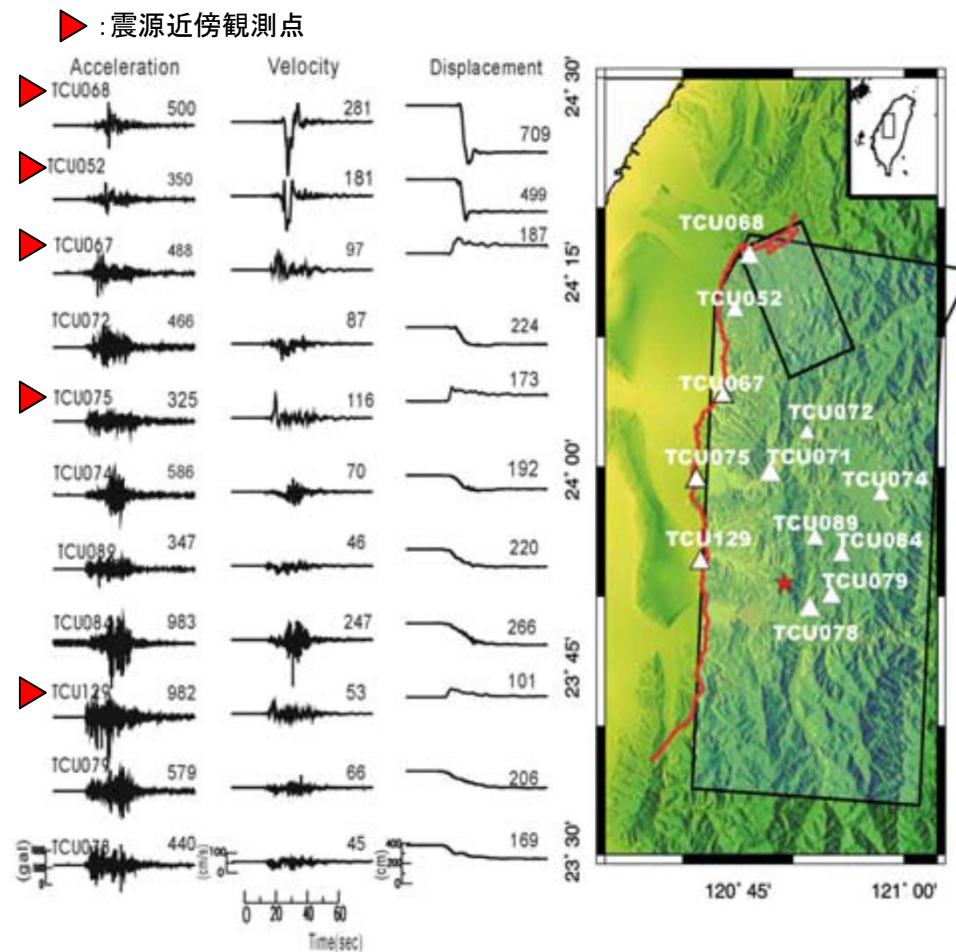 ：震源近傍観測点
Acceleration Velocity Displacement
TCU068 500 281 709
TCU052 350 181 499
TCU067 488 97 187
TCU072 466 87 224
TCU075 325 116 173
TCU074 586 70 192
TCU089 347 46 220
TCU084 983 247 266
TCU129 982 53 101
TCU079 579 66 206
TCU078 440 45 169
(gal)
(cm/s)
100
0
(cm)
400
200
0
0 20 40 60
Time(sec)
24° 30'
24° 15'
24° 00'
23° 45'
23° 30'
120° 45' 121° 00'
TCU068
TCU052
TCU067
TCU072
TCU075 TCU071
TCU074
TCU089
TCU129 TCU084
TCU079
TCU078